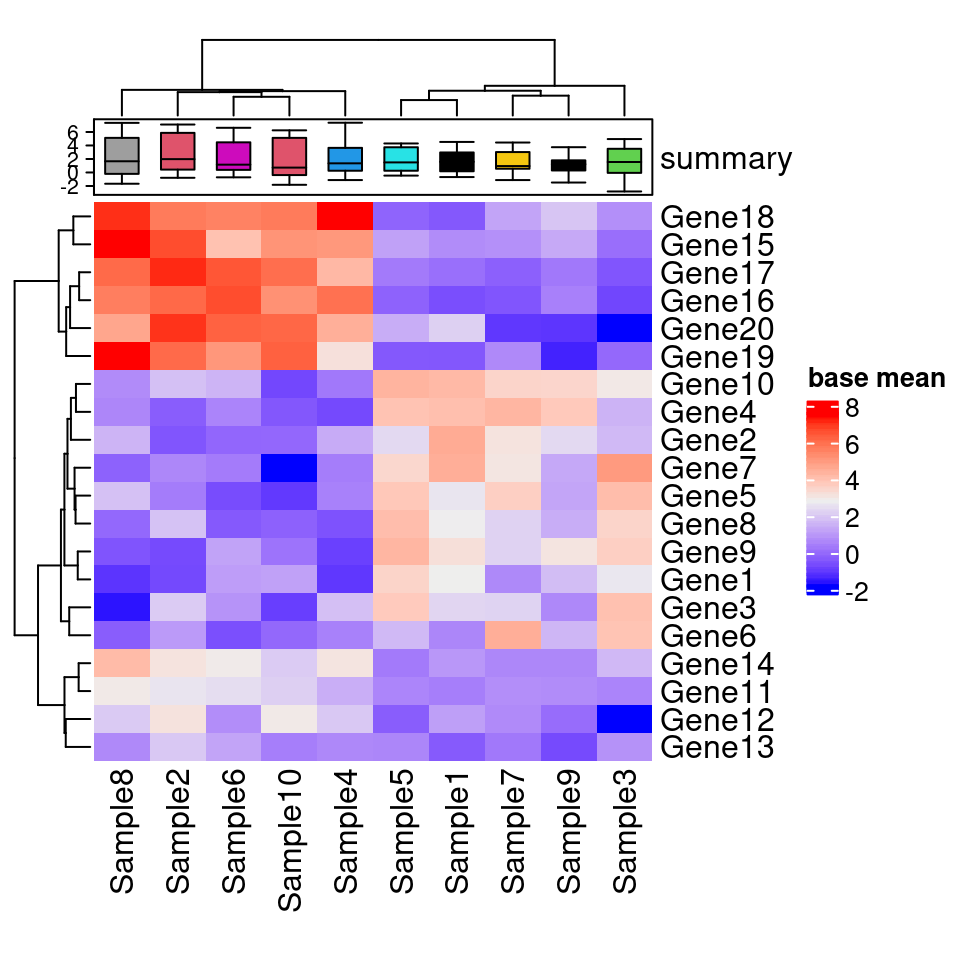 6
4
2
0
-2
summary
Gene18
Gene15
Gene17
Gene16
Gene20
Gene19
Gene10
Gene4
Gene2
Gene7
Gene5
Gene8
Gene9
Gene1
Gene3
Gene6
Gene14
Gene11
Gene12
Gene13
base mean
8
6
4
2
0
-2
Sample8
Sample2
Sample6
Sample10
Sample4
Sample5
Sample1
Sample7
Sample9
Sample3